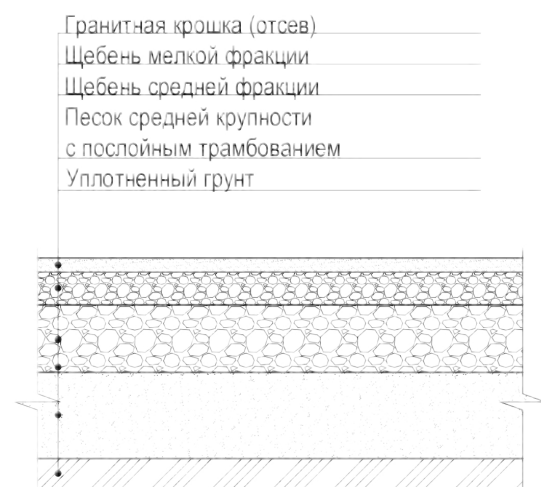 Гранитная крошка (отсев)
Щебень мелкой фракции
Щебень средней фракции
Песок средней крупности
с послойным трамбованием
Уплотненный грунт